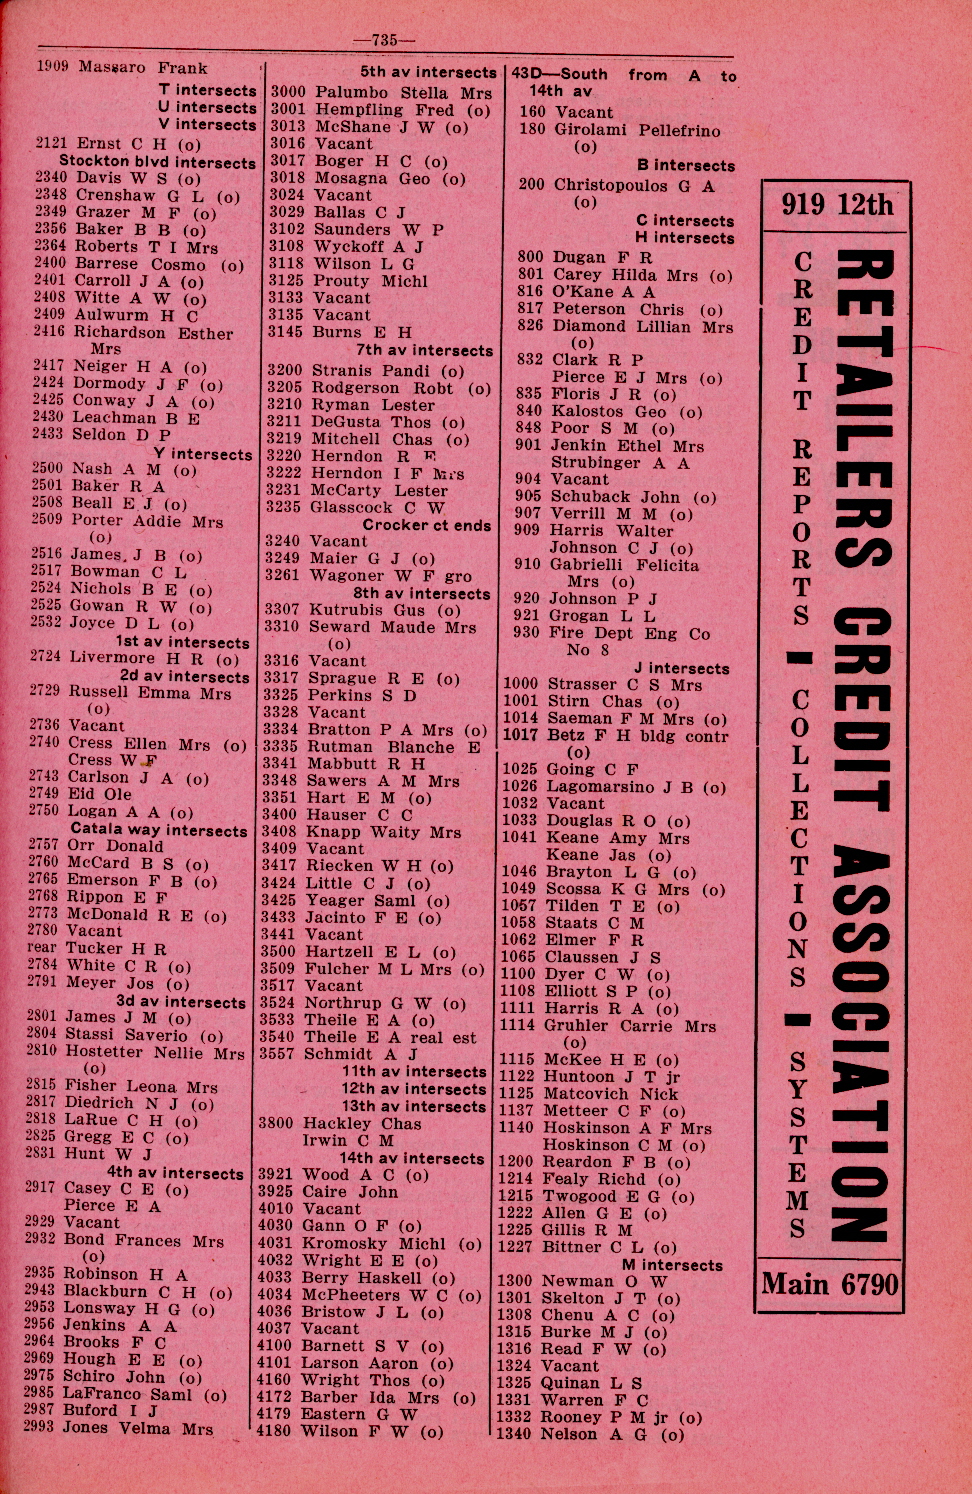 —735—
1909 Massaro Frank
T intersects
U intersects
V intersects
2121 Ernst C H (o)
Stockton blvd intersects
2340 Davis W S (o)
2348 Crenshaw G L (o)
2349 Grazer M F (o)
2356 Baker B B (o)
2364 Roberts T I Mrs
2400 Barrese Cosmo (o)
2401 Carroll J A (o)
2408 Witte A W (o)
2409 Aulwurm H C
2416 Richardson Esther
Mrs
2417 Neiger H A (o)
2424 Dormody J F (o)
2425 Conway J A (o)
2430 Leachman B E
2433 Seldon D P
Y intersects
2500 Nash A M (o)
2501 Baker R A
2508 Beall E J (o)
2509 Porter Addie Mrs
(o)
2516 James J B (o)
2517 Bowman C L
2524 Nichols B E (o)
2525 Gowan R W (o)
2532 Joyce D L (o)
1st av intersects
2724 Livermore H R (o)
2d av intersects
2729 Russell Emma Mrs
(o)
2736 Vacant
2740 Cress Ellen Mrs (o)
Cress W F
2743 Carlson J A (o)
2749 Eid Ole
2750 Logan A A (o)
Catala way intersects
2757 Orr Donald
2760 McCard B S (o)
2765 Emerson F B (o)
2768 Rippon E F
2773 McDonald R E (o)
2780 Vacant
rear Tucker H R
2784 White C R (o)
2791 Meyer Jos (o)
3d av intersects
2801 James J M (o)
2804 Stassi Saverio (o)
2810 Hostetter Nellie Mrs
(o)
2815 Fisher Leona Mrs
2817 Diedrich N J (o)
2818 LaRue C H (o)
2825 Gregg E C (o)
2831 Hunt W J
4th av intersects
2917 Casey C E (o)
Pierce E A
2929 Vacant
2932 Bond Frances Mrs
(o)
2935 Robinson H A
2943 Blackburn C H (o)
2953 Lonsway H G (o)
2956 Jenkins A A
2964 Brooks F C
2969 Hough E E (o)
2975 Schiro John (o)
2985 LaFranco Saml (o)
2987 Buford I J
2993 Jones Velma Mrs
5th av intersects
3000 Palumbo Stella Mrs
3001 Hempfling Fred (o)
3013 McShane J W (o)
3016 Vacant
3017 Boger H C (o)
3018 Mosagna Geo (o)
3024 Vacant
3029 Ballas C J
3102 Saunders W P
3108 Wyckoff A J
3118 Wilson L G
3125 Prouty Michl
3133 Vacant
3135 Vacant
3145 Burns E H
7th av intersects
3200 Stranis Pandi (o)
3205 Rodgerson Robt (o)
3210 Ryman Lester
3211 DeGusta Thos (o)
3219 Mitchell Chas (o)
3220 Herndon R E
3222 Herndon I F Mrs
3231 McCarty Lester
3235 Glasscock C W
Crocker ct ends
3240 Vacant
3249 Maier G J (o)
3261 Wagoner W F gro
8th av intersects
3307 Kutrubis Gus (o)
3310 Seward Maude Mrs
(o)
3316 Vacant
3317 Sprague R E (o)
3325 Perkins S D
3328 Vacant
3334 Bratton P A Mrs (o)
3335 Rutman Blanche E
3341 Mabbutt R H
3348 Sawers A M Mrs
3351 Hart E M (o)
3400 Hauser C C
3408 Knapp Waity Mrs
3409 Vacant
3417 Riecken W H (o)
3424 Little C J (o)
3425 Yeager Saml (o)
3433 Jacinto F E (o)
3441 Vacant
3500 Hartzell E L (o)
3509 Fulcher M L Mrs (o)
3517 Vacant
3524 Northrup G W (o)
3533 Theile E A (o)
3540 Theile E A real est
3557 Schmidt A J
11th av intersects
12th av intersects
13th av intersects
3800 Hackley Chas
Irwin C M
14th av intersects
3921 Wood A C (o)
3925 Caire John
4010 Vacant
4030 Gann O F (o)
4031 Kromosky Michl (o)
4032 Wright E E (o)
4033 Berry Haskell (o)
4034 McPheeters W C (o)
4036 Bristow J L (o)
4037 Vacant
4100 Barnett S V (o)
4101 Larson Aaron (o)
4160 Wright Thos (o)
4172 Barber Ida Mrs (o)
4179 Eastern G W
4180 Wilson F W (o)
43D—South from A to
14th av
160 Vacant
180 Girolami Pellefrino
(o)
B intersects
200 Christopoulos G A
(o)
C intersects
H intersects
800 Dugan F R
801 Carey Hilda Mrs (o)
816 O'Kane A A
817 Peterson Chris (o)
826 Diamond Lillian Mrs
(o)
832 Clark R P
Pierce E J Mrs (o)
835 Floris J R (o)
840 Kalostos Geo (o)
848 Poor S M (o)
901 Jenkin Ethel Mrs
Strubinger A A
904 Vacant
905 Schuback John (o)
907 Verrill M M (o)
909 Harris Walter
Johnson C J (o)
910 Gabrielli Felicita
Mrs (o)
920 Johnson P J
921 Grogan L L
930 Fire Dept Eng Co
No 8
J intersects
1000 Strasser C S Mrs
1001 Stirn Chas (o)
1014 Saeman F M Mrs (o)
1017 Betz F H bldg contr
(o)
1025 Going C F
1026 Lagomarsino J B (o)
1032 Vacant
1033 Douglas R O (o)
1041 Keane Amy Mrs
Keane Jas (o)
1046 Brayton L G (o)
1049 Scossa K G Mrs (o)
1057 Tilden T E (o)
1058 Staats C M
1062 Elmer F R
1065 Claussen J S
1100 Dyer C W (o)
1108 Elliott S P (o)
1111 Harris R A (o)
1114 Gruhler Carrie Mrs
(o)
1115 McKee H E (o)
1122 Huntoon J T jr
1125 Matcovich Nick
1137 Metteer C F (o)
1140 Hoskinson A F Mrs
Hoskinson C M (o)
1200 Reardon F B (o)
1214 Fealy Richd (o)
1215 Twogood E G (o)
1222 Allen G E (o)
1225 Gillis R M
1227 Bittner C L (o)
M intersects
1300 Newman O W
1301 Skelton J T (o)
1308 Chenu A C (o)
1315 Burke M J (o)
1316 Read F W (o)
1324 Vacant
1325 Quinan L S
1331 Warren F C
1332 Rooney P M jr (o)
1340 Nelson A G (o)
919 12th
RETAILERS CREDIT ASSOCIATION
CREDIT REPORTS - COLLECTIONS - SYSTEMS
Main 6790